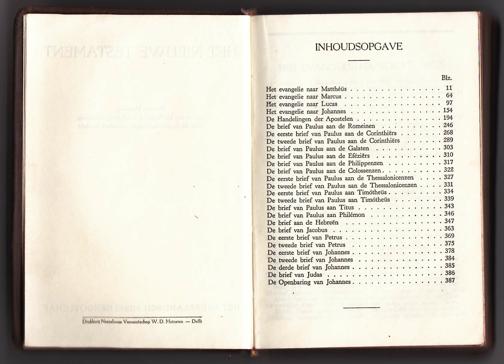 Drukkerij Naamlooze Vennootschap W. D. Meinema — Delft
INHOUDSOPGAVE
Blz.
Het evangelie naar Matthéüs . . . . . . . . . . . . 11
Het evangelie naar Marcus . . . . . . . . . . . . 64
Het evangelie naar Lucas . . . . . . . . . . . . 97
Het evangelie naar Johannes . . . . . . . . . . . . 154
De Handelingen der Apostelen . . . . . . . . . . . . 194
De brief van Paulus aan de Romeinen . . . . . . . . . 246
De eerste brief van Paulus aan de Corinthiërs . . . . . . 268
De tweede brief van Paulus aan de Corinthiërs . . . . . . 289
De brief van Paulus aan de Galaten . . . . . . . . . 303
De brief van Paulus aan de Eféziërs . . . . . . . . . 310
De brief van Paulus aan de Philippenzen . . . . . . . . 317
De brief van Paulus aan de Colossenzen . . . . . . . . 322
De eerste brief van Paulus aan de Thessalonicenzen . . . . 327
De tweede brief van Paulus aan de Thessalonicenzen . . . . 331
De eerste brief van Paulus aan Timótheüs . . . . . . . 334
De tweede brief van Paulus aan Timótheüs . . . . . . . 339
De brief van Paulus aan Titus . . . . . . . . . . . 343
De brief van Paulus aan Philémon . . . . . . . . . . 346
De brief aan de Hebreën . . . . . . . . . . . . 347
De brief van Jacobus . . . . . . . . . . . . 363
De eerste brief van Petrus . . . . . . . . . . . . 369
De tweede brief van Petrus . . . . . . . . . . . . 375
De eerste brief van Johannes . . . . . . . . . . . . 378
De tweede brief van Johannes . . . . . . . . . . . . 384
De derde brief van Johannes . . . . . . . . . . . . 385
De brief van Judas . . . . . . . . . . . . 386
De Openbaring van Johannes . . . . . . . . . . . . 387